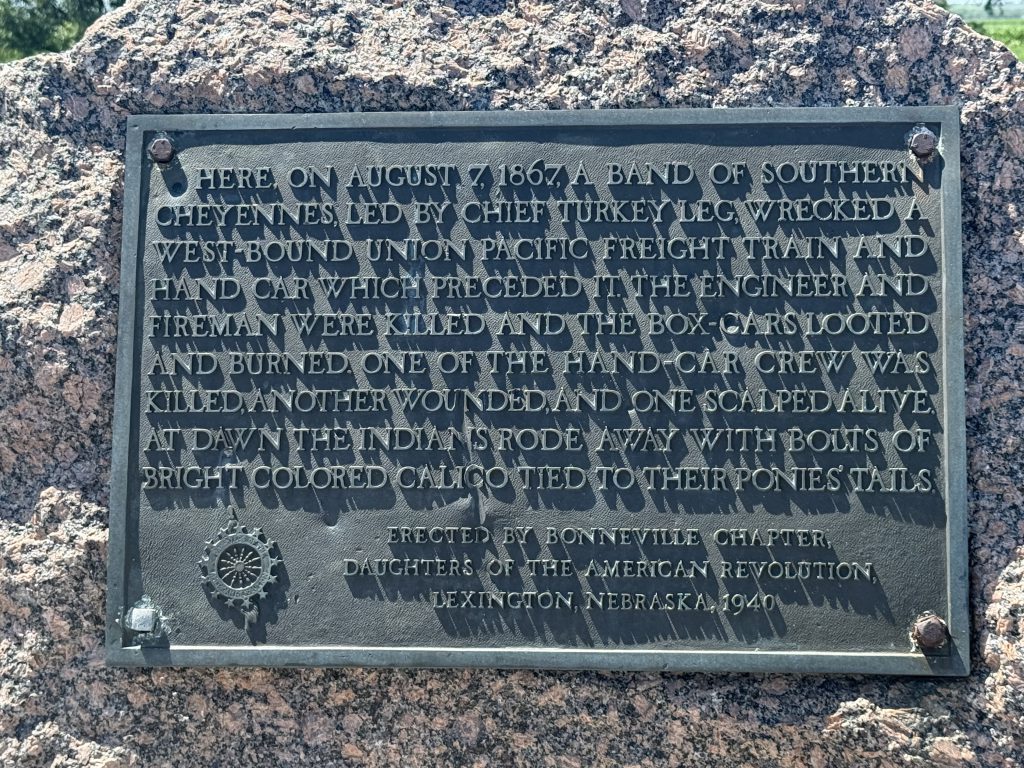 HERE, ON AUGUST 7, 1867, A BAND OF SOUTHERN
CHEYENNES, LED BY CHIEF TURKEY LEG, WRECKED A
WEST-BOUND UNION PACIFIC FREIGHT TRAIN AND
HAND CAR WHICH PRECEDED IT. THE ENGINEER AND
FIREMAN WERE KILLED AND THE BOX-CARS LOOTED
AND BURNED. ONE OF THE HAND-CAR CREW WAS
KILLED, ANOTHER WOUNDED, AND ONE SCALPED ALIVE.
AT DAWN THE INDIANS RODE AWAY WITH BOLTS OF
BRIGHT COLORED CALICO TIED TO THEIR PONIES' TAILS.
ERECTED BY BONNEVILLE CHAPTER,
DAUGHTERS OF THE AMERICAN REVOLUTION,
LEXINGTON, NEBRASKA, 1940